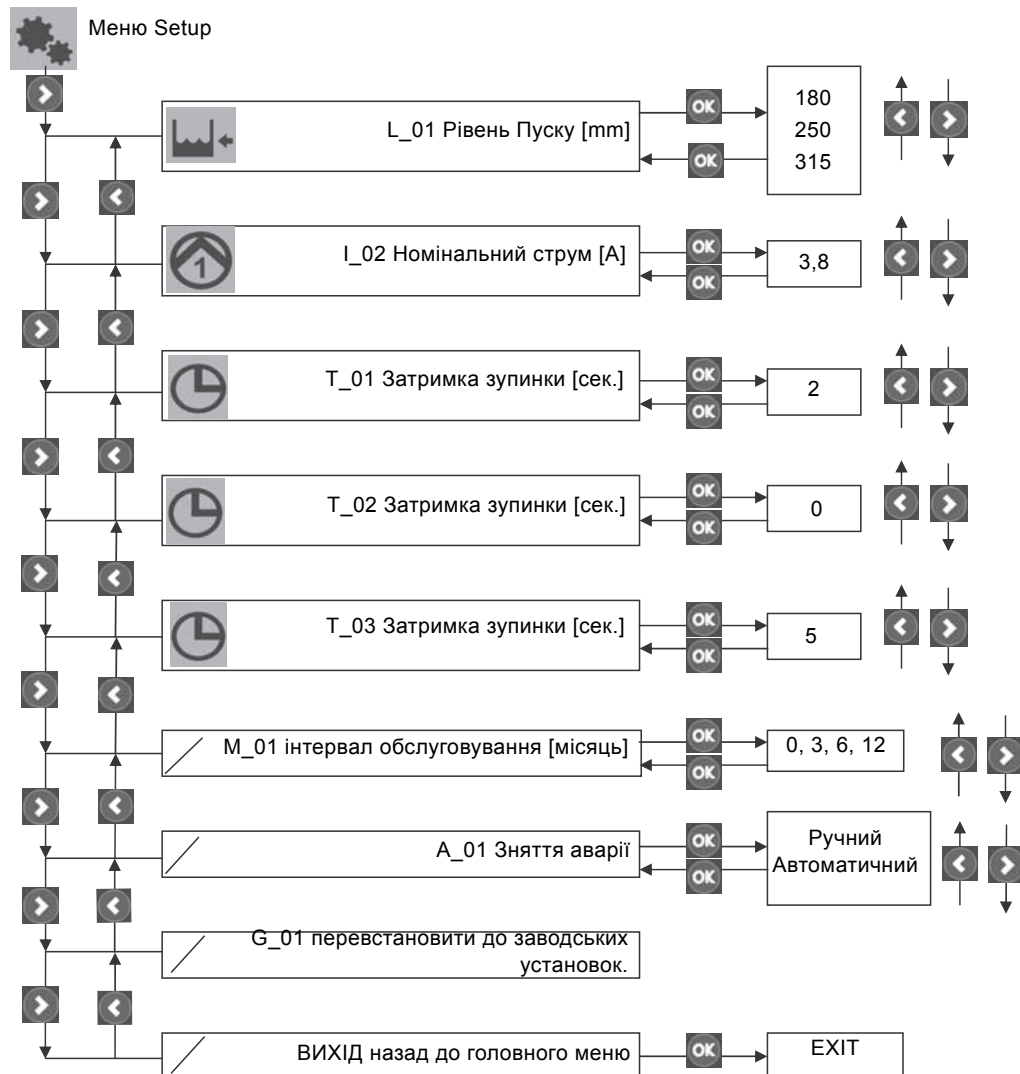 Меню Setup
L_01 Рівень Пуску [mm]
OK
OK
180
250
315
1
I_02 Номінальний струм [A]
OK
OK
3,8
T_01 Затримка зупинки [сек.]
OK
OK
2
T_02 Затримка зупинки [сек.]
OK
OK
0
T_03 Затримка зупинки [сек.]
OK
OK
5
M_01 інтервал обслуговування [місяць]
OK
OK
0, 3, 6, 12
A_01 Зняття аварії
OK
OK
Ручний
Автоматичний
G_01 перевстановити до заводських
установок.
ВИХІД назад до головного меню
OK
EXIT